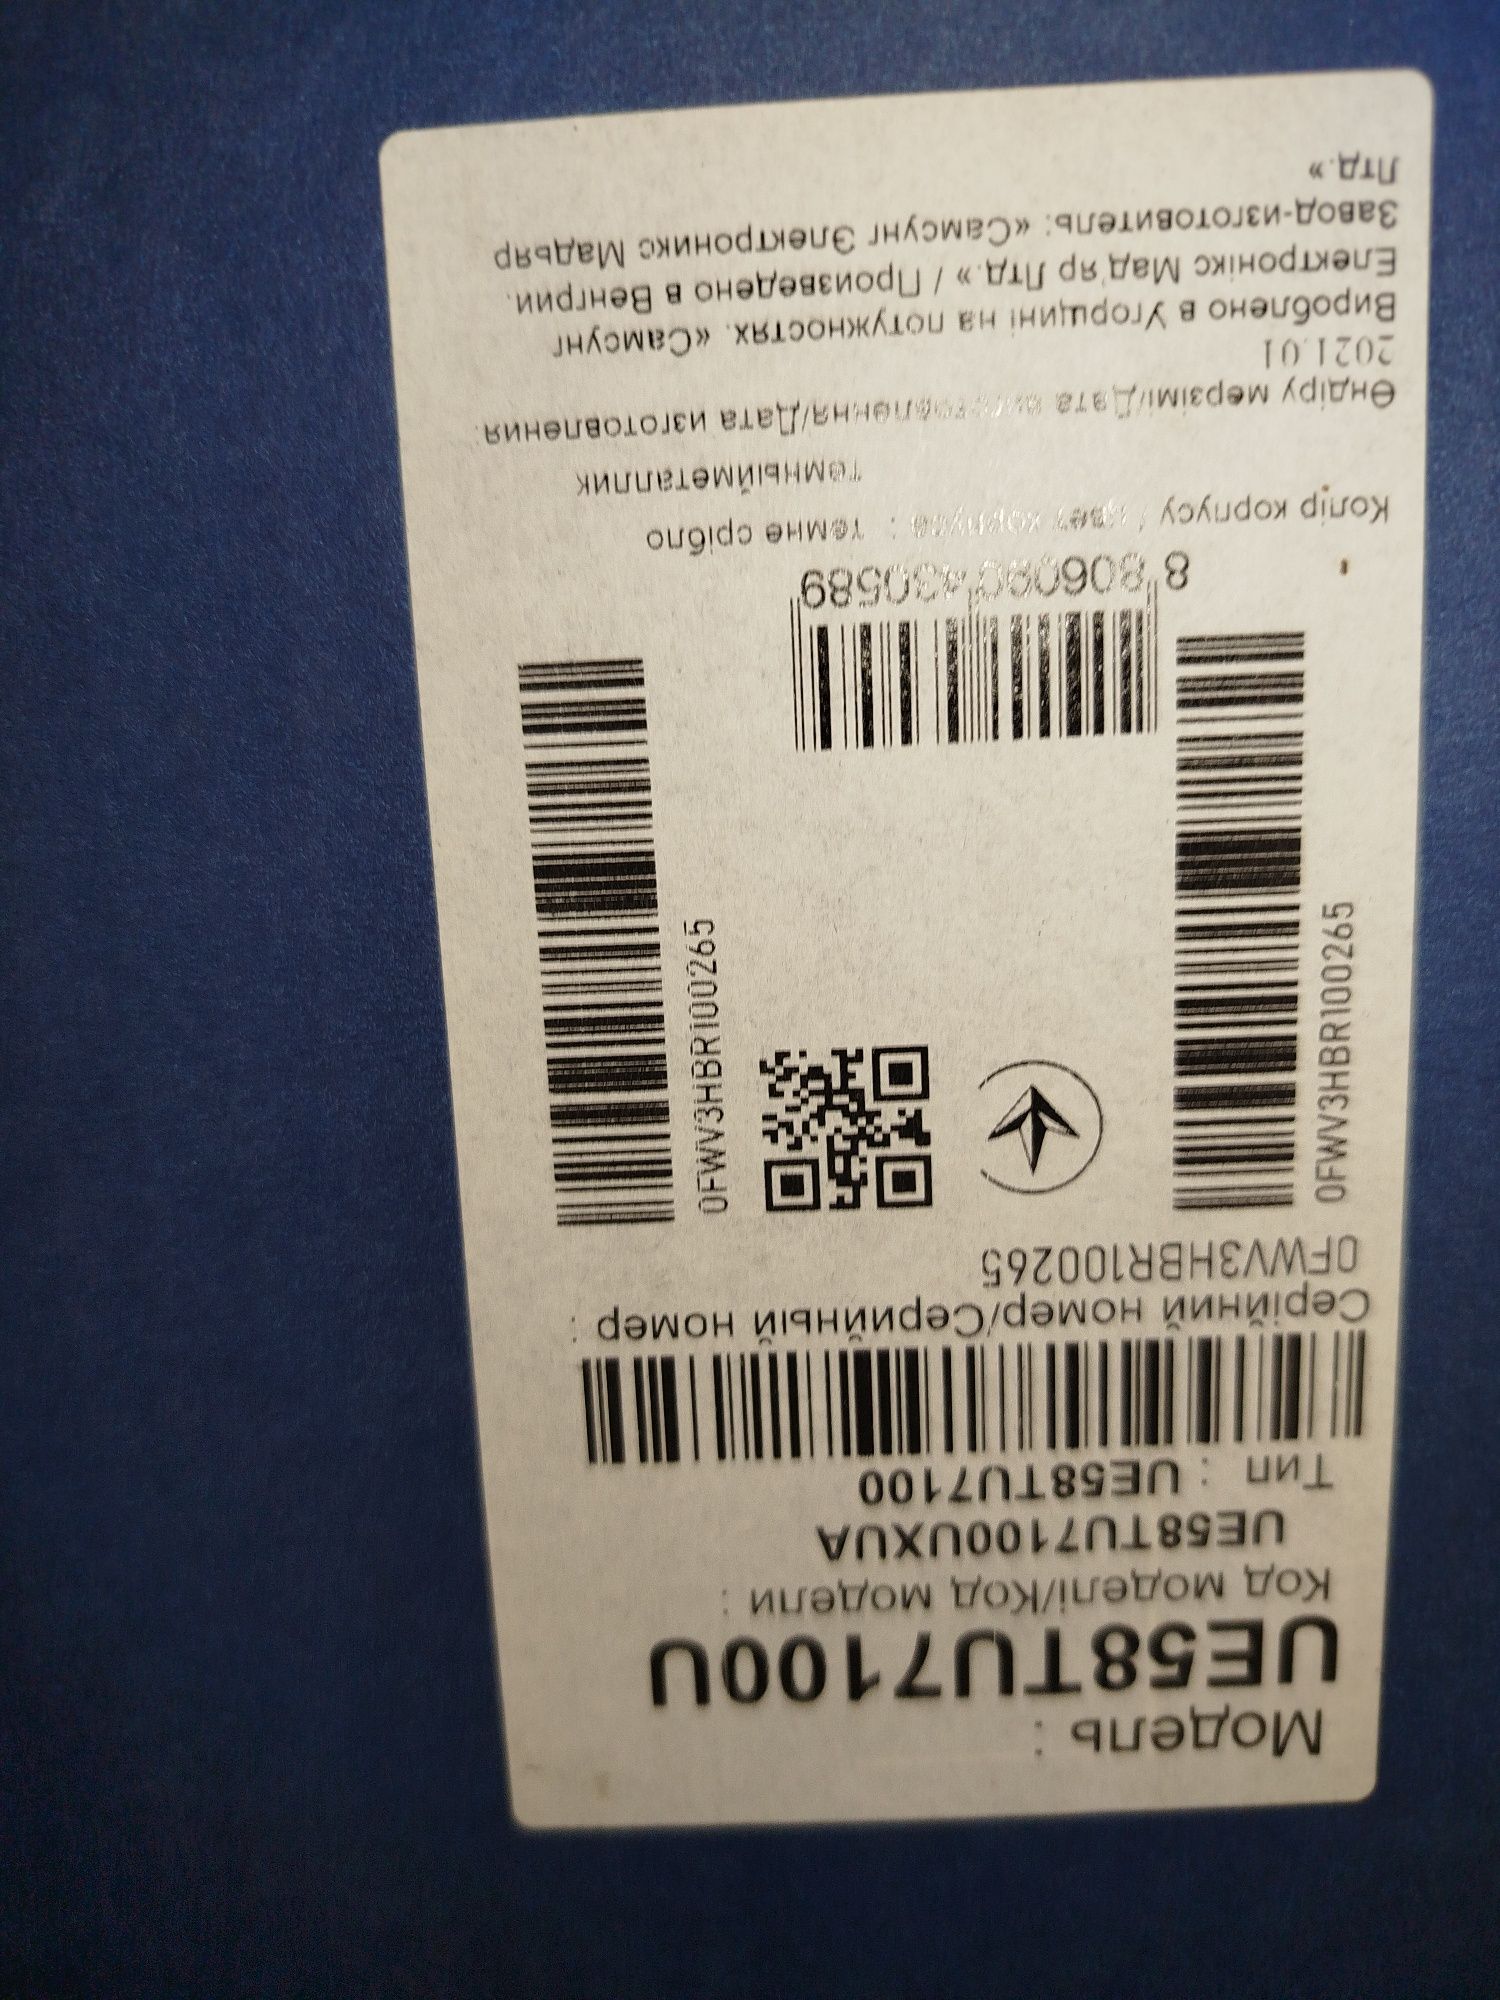 Модель :
UE58TU7100U
Код моделі/Код модели :
UE58TU7100UXUA
Тип : UE58TU7100
Серійний номер/Серийный номер :
0FWV3HBR100265
0FWV3HBR100265
0FWV3HBR100265
8 806090 430589
Колір корпусу / цвет корпуса : темне срібло
темныйметаллик
Өндіру мерзімі/Дата виготовлення/Дата изготовления.
2021.01
Вироблено в Угорщині на потужностях. «Самсунг
Електронікс Мад'яр Лтд.» / Произведено в Венгрии.
Завод-изготовитель: «Самсунг Электроникс Мадьяр
Лтд.»